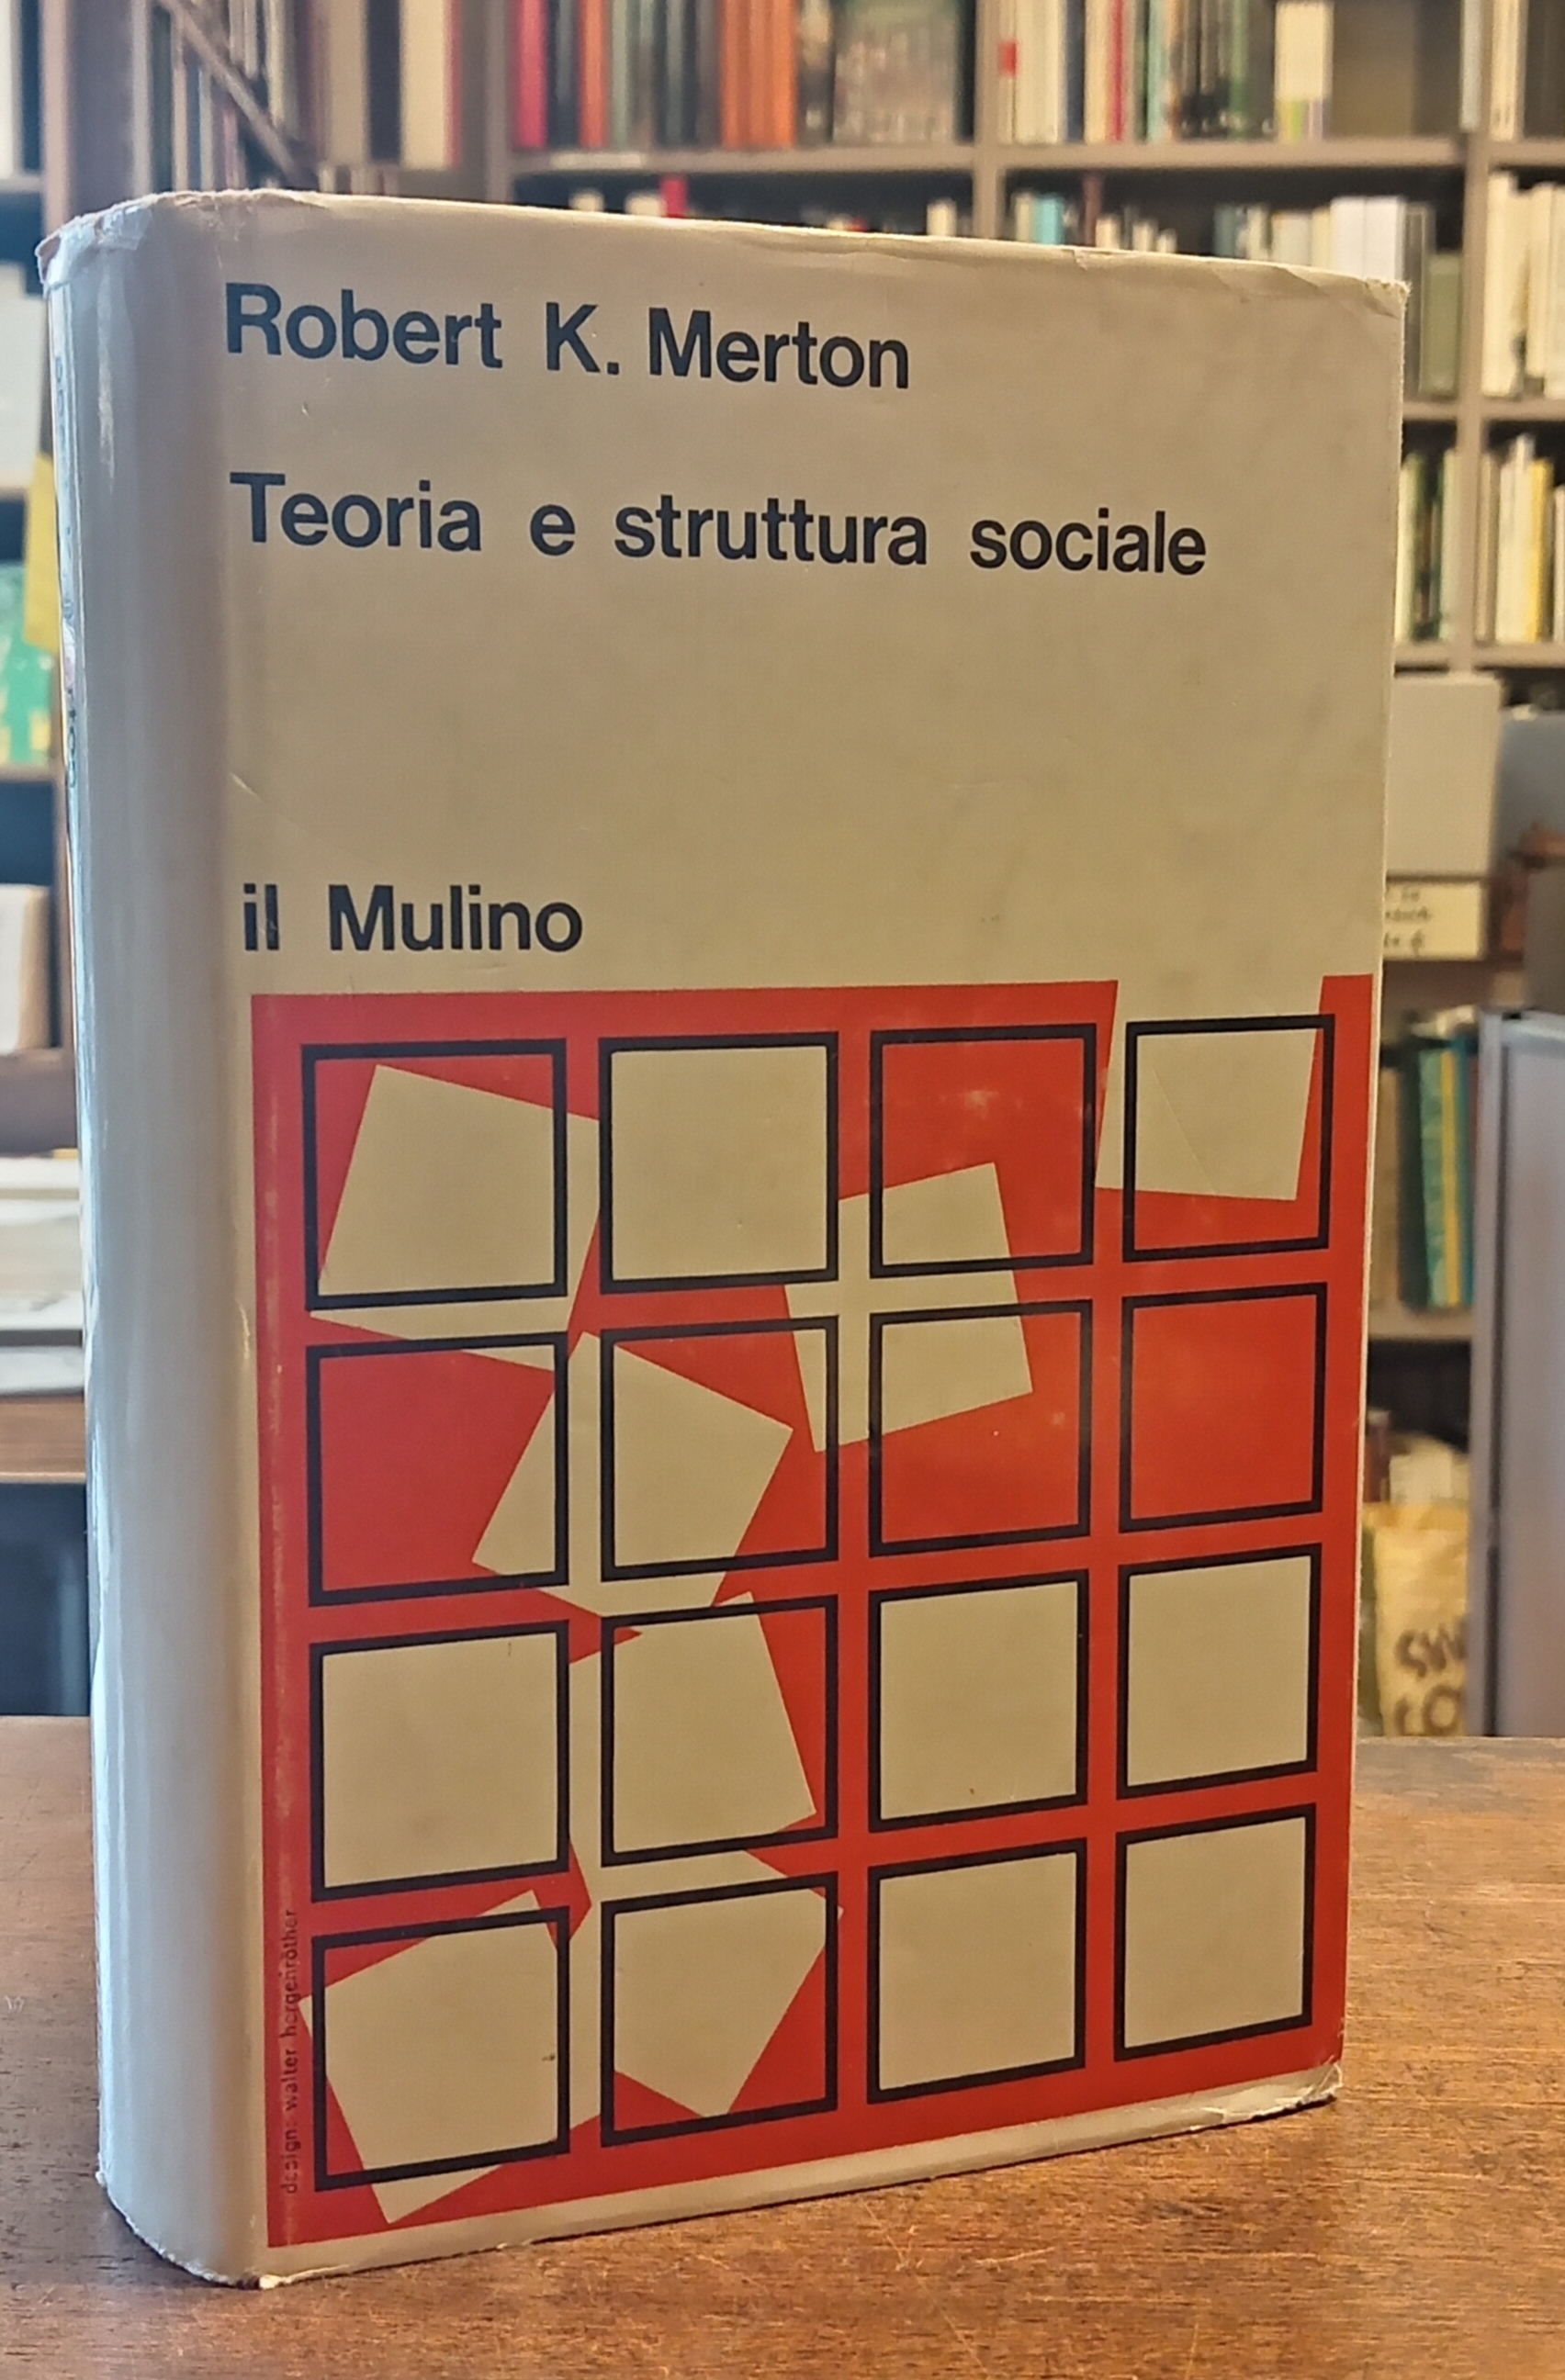 Robert K. Merton
Teoria e struttura sociale
il Mulino
design: walter hergenröther